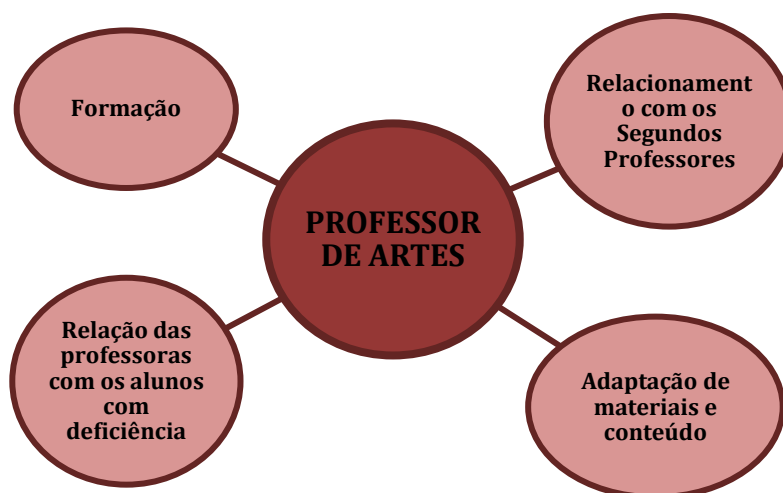 Formação
Relacionament
o com os
Segundos
Professores
PROFESSOR
DE ARTES
Relação das
professoras
com os alunos
com
deficiência
Adaptação de
materiais e
conteúdo